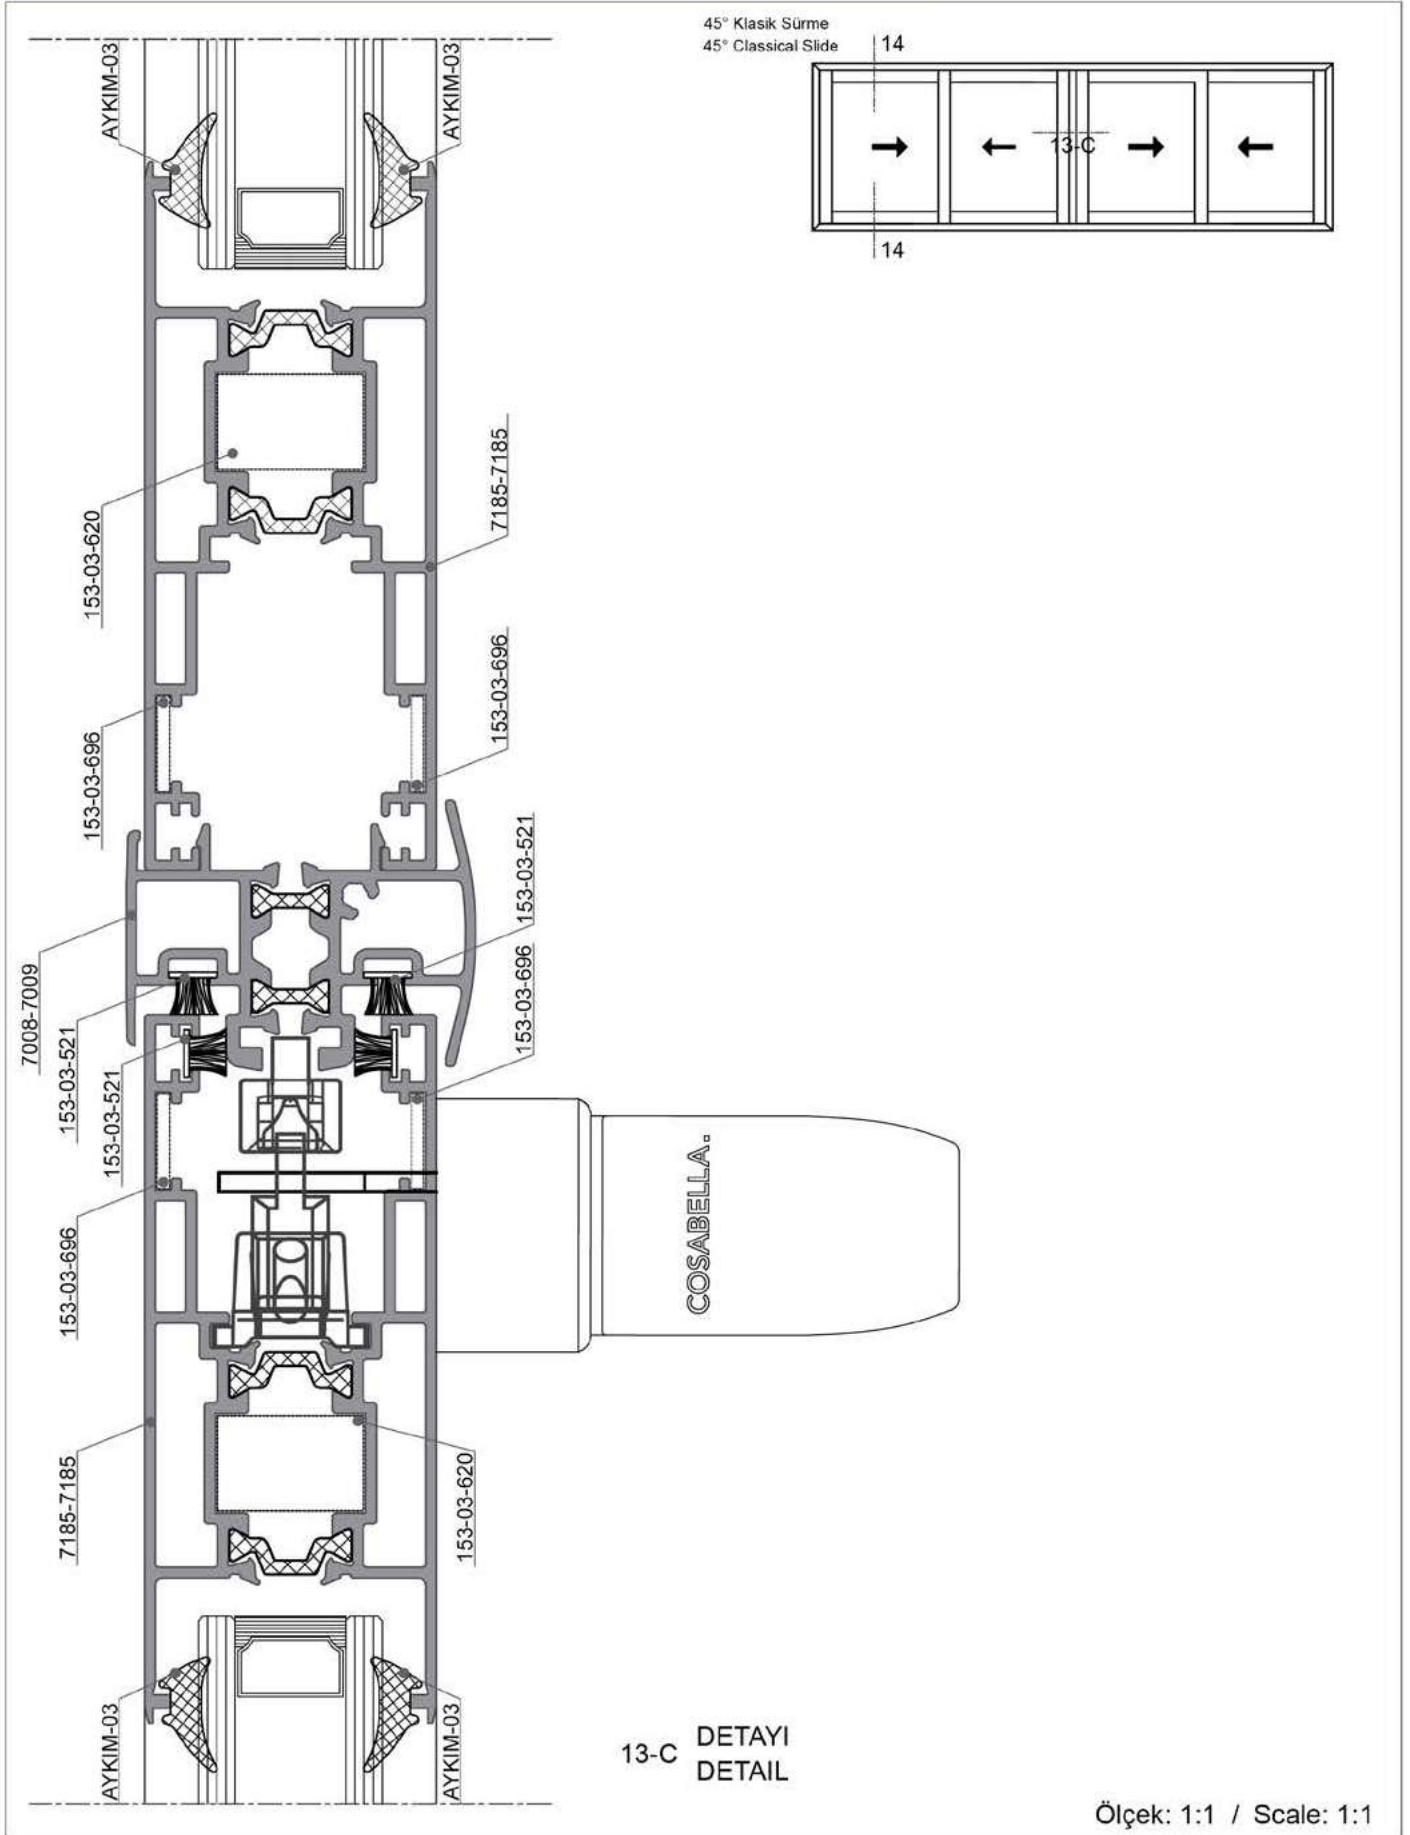 45° Klasik Sürme
45° Classical Slide
14
13-C
14
AYKIM-03
AYKIM-03
153-03-620
7185-7185
153-03-696
153-03-696
153-03-521
7008-7009
153-03-521
153-03-521
153-03-696
153-03-696
COSABELLA.
7185-7185
153-03-620
AYKIM-03
AYKIM-03
13-C DETAYI
DETAIL
Ölçek: 1:1 / Scale: 1:1